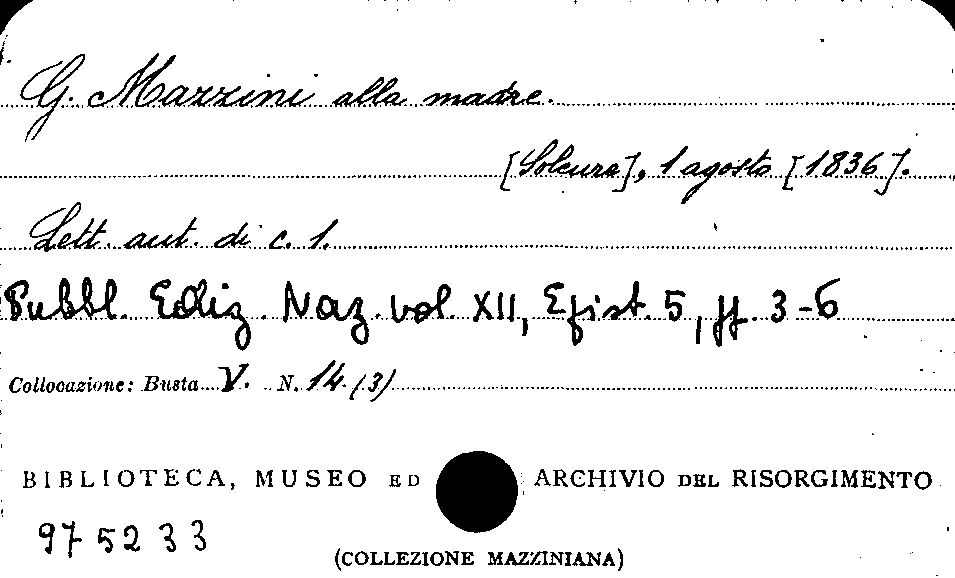 G. Mazzini alla madre.
[Soleura], 1 agosto [1836].
Lett. aut. di c. 1.
Pubbl. Ediz. Naz. vol. XII, Epist. 5, pp. 3-6
Collocazione: Busta V. N. 14 (3)
BIBLIOTECA, MUSEO ED ARCHIVIO DEL RISORGIMENTO
975233
(COLLEZIONE MAZZINIANA)